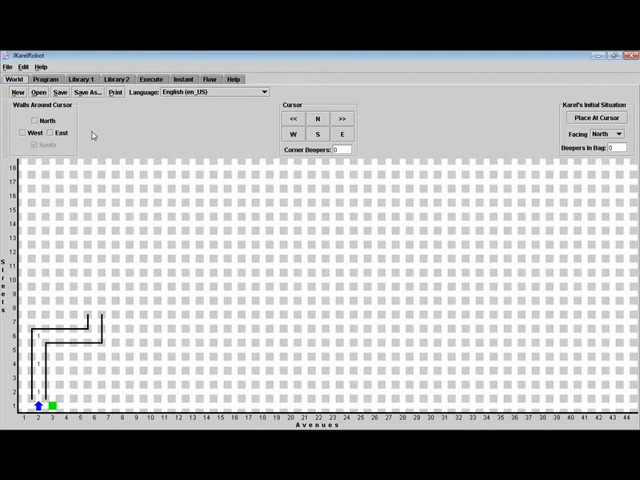 JKarelRobot
File Edit Help
World Program Library 1 Library 2 Execute Instant Flow Help
New Open Save Save As... Print Language: English (en_US)
Walls Around Cursor
North
West East
South
Cursor
<< N >>
W S E
Corner Beepers: 0
Karel's Initial Situation
Place At Cursor
Facing North
Beepers In Bag: 0
Streets
18
17
16
15
14
13
12
11
10
9
8
7
6 1
5
4 1
3
2 1
1
1 2 3 4 5 6 7 8 9 10 11 12 13 14 15 16 17 18 19 20 21 22 23 24 25 26 27 28 29 30 31 32 33 34 35 36 37 38 39 40 41 42 43 44
Avenues